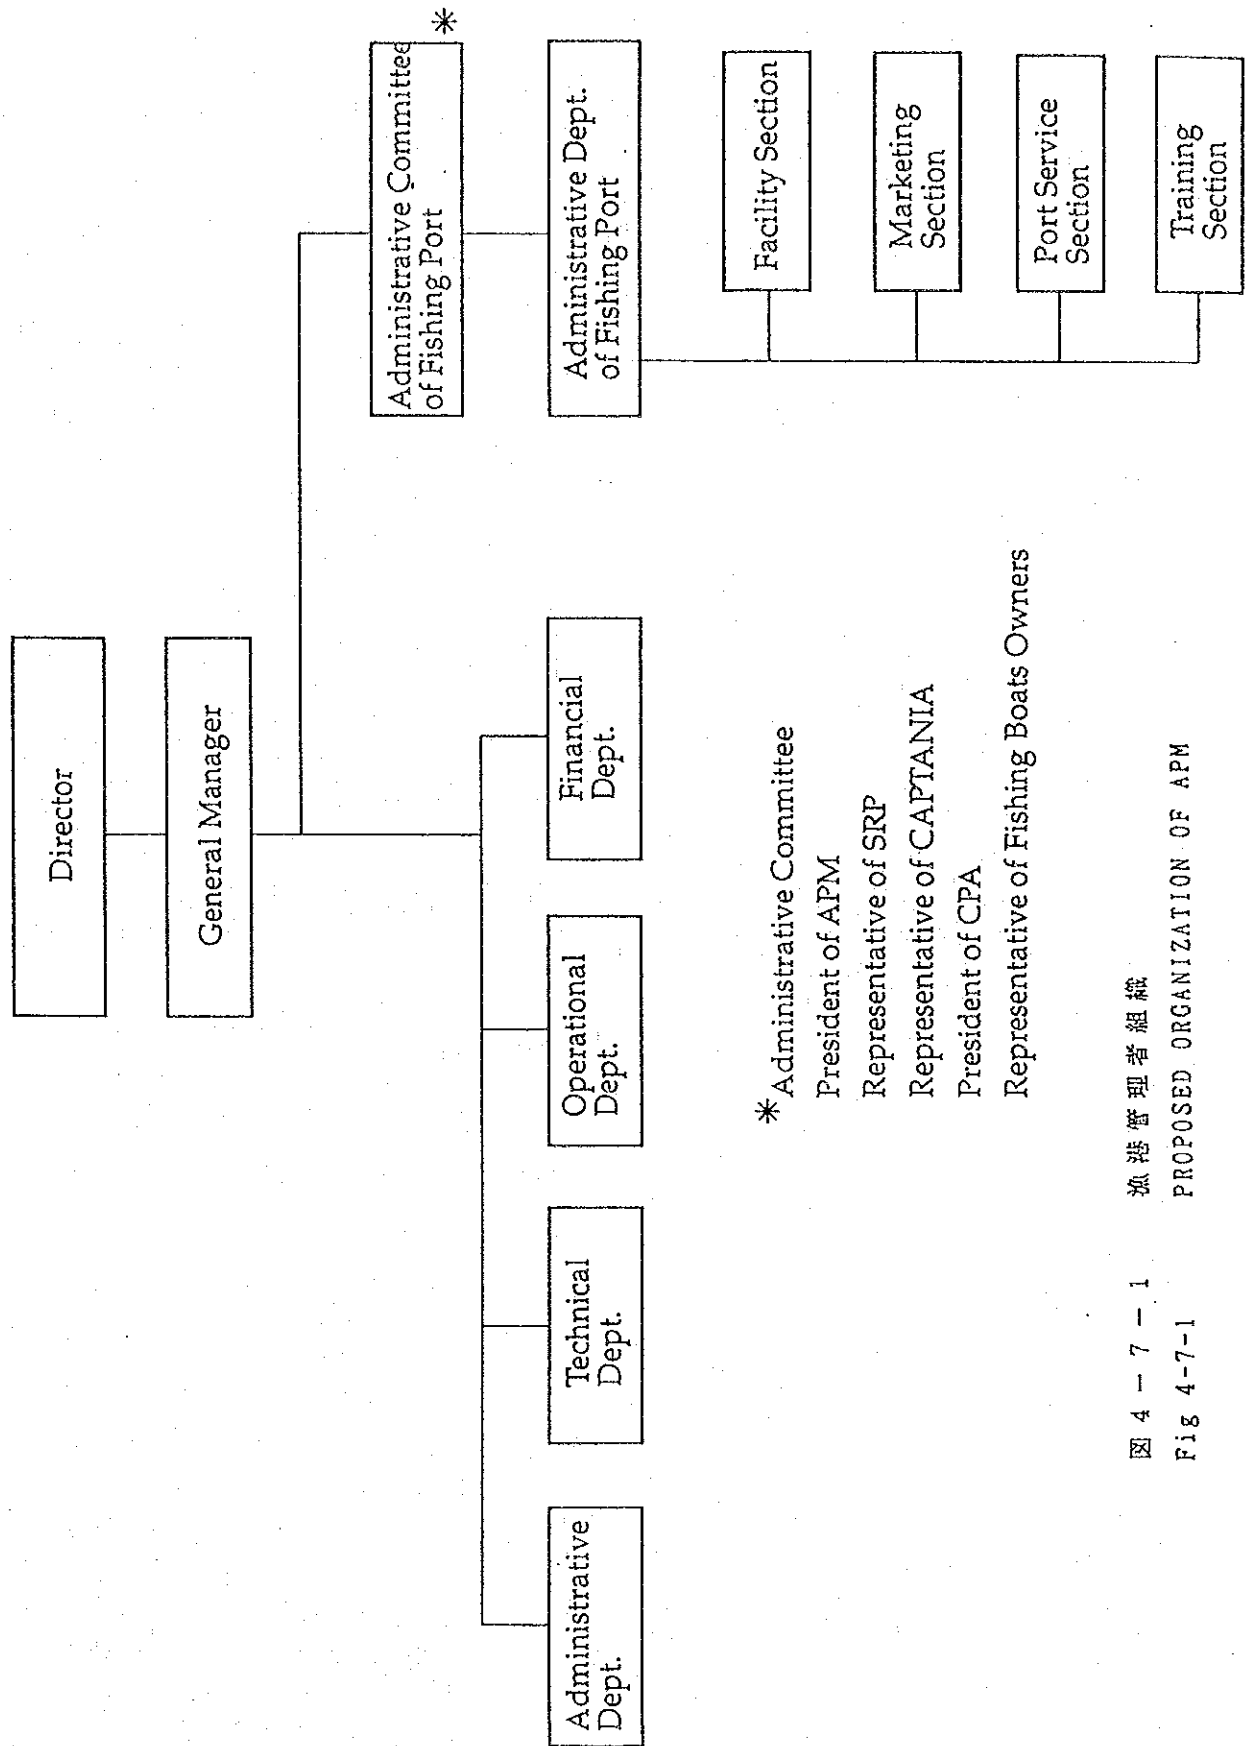 Director
General Manager
Administrative Committee
of Fishing Port
*
Administrative Dept.
Technical
Dept.
Operational
Dept.
Financial
Dept.
Administrative Dept.
of Fishing Port
Facility Section
Marketing
Section
Port Service
Section
Training
Section
*Administrative Committee
President of APM
Representative of SRP
Representative of CAPTANIA
President of CPA
Representative of Fishing Boats Owners
図 4 - 7 - 1 漁港管理者組織
Fig 4-7-1 PROPOSED ORGANIZATION OF APM